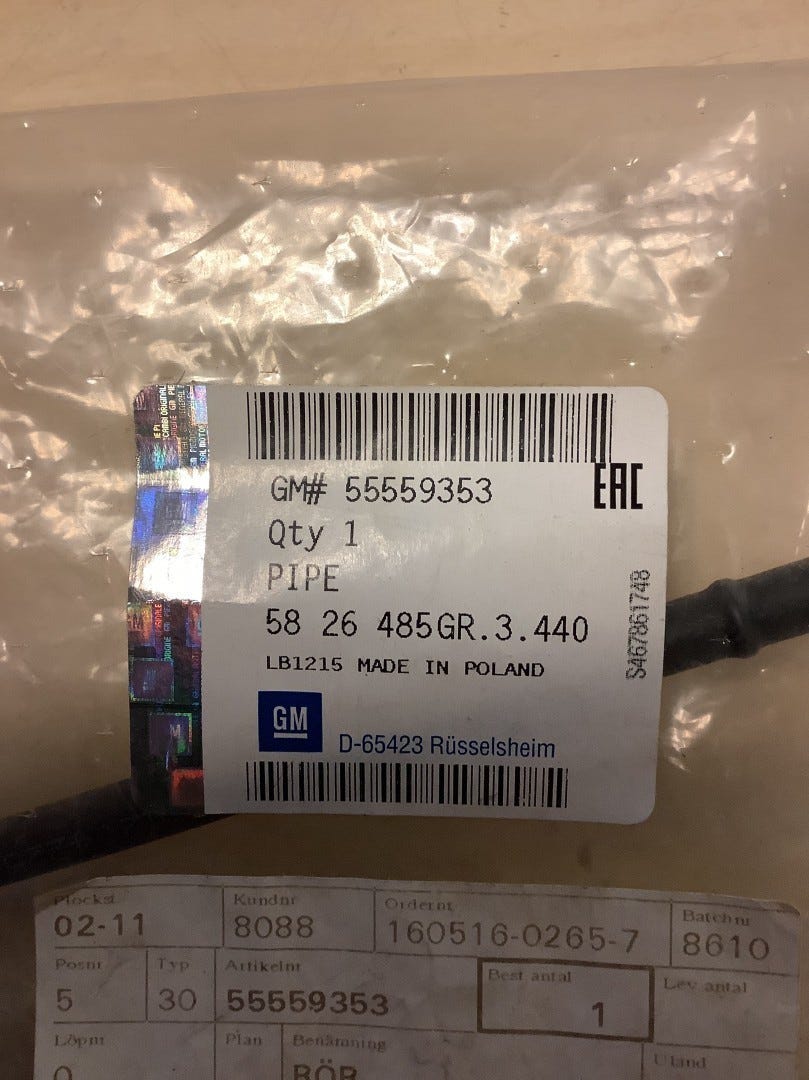 GM# 55559353
EAC
Qty 1
PIPE
58 26 485GR.3.440
LB1215 MADE IN POLAND
S467861748
GM
D-65423 Rüsselsheim
Plockst Kundnr Ordernr Batchnr
02-11 8088 160516-0265-7 8610
Posnr Typ Artikelnr Best antal Lev antal
5 30 55559353 1
Löpnr Plan Benämning Uland
0 RÖR